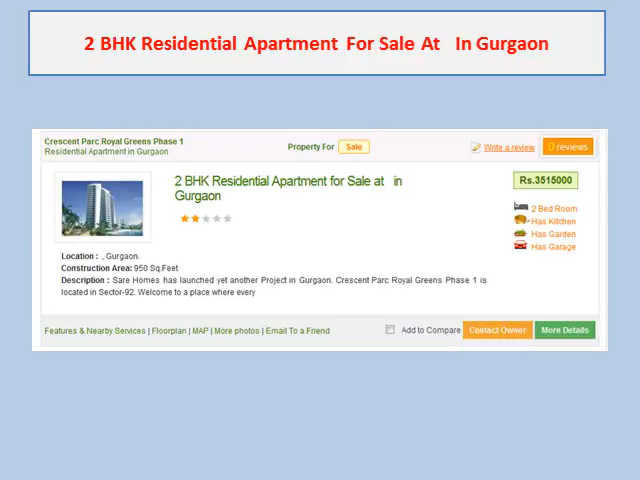 2 BHK Residential Apartment For Sale At In Gurgaon
Crescent Parc Royal Greens Phase 1
Residential Apartment in Gurgaon
Property For Sale
Write a review
0 reviews
2 BHK Residential Apartment for Sale at in
Gurgaon
Rs.3515000
2 Bed Room
Has Kitchen
Has Garden
Has Garage
Location : , Gurgaon.
Construction Area: 950 Sq.Feet
Description : Sare Homes has launched yet another Project in Gurgaon. Crescent Parc Royal Greens Phase 1 is
located in Sector-92. Welcome to a place where every
Features & Nearby Services | Floorplan | MAP | More photos | Email To a Friend
Add to Compare
Contact Owner
More Details